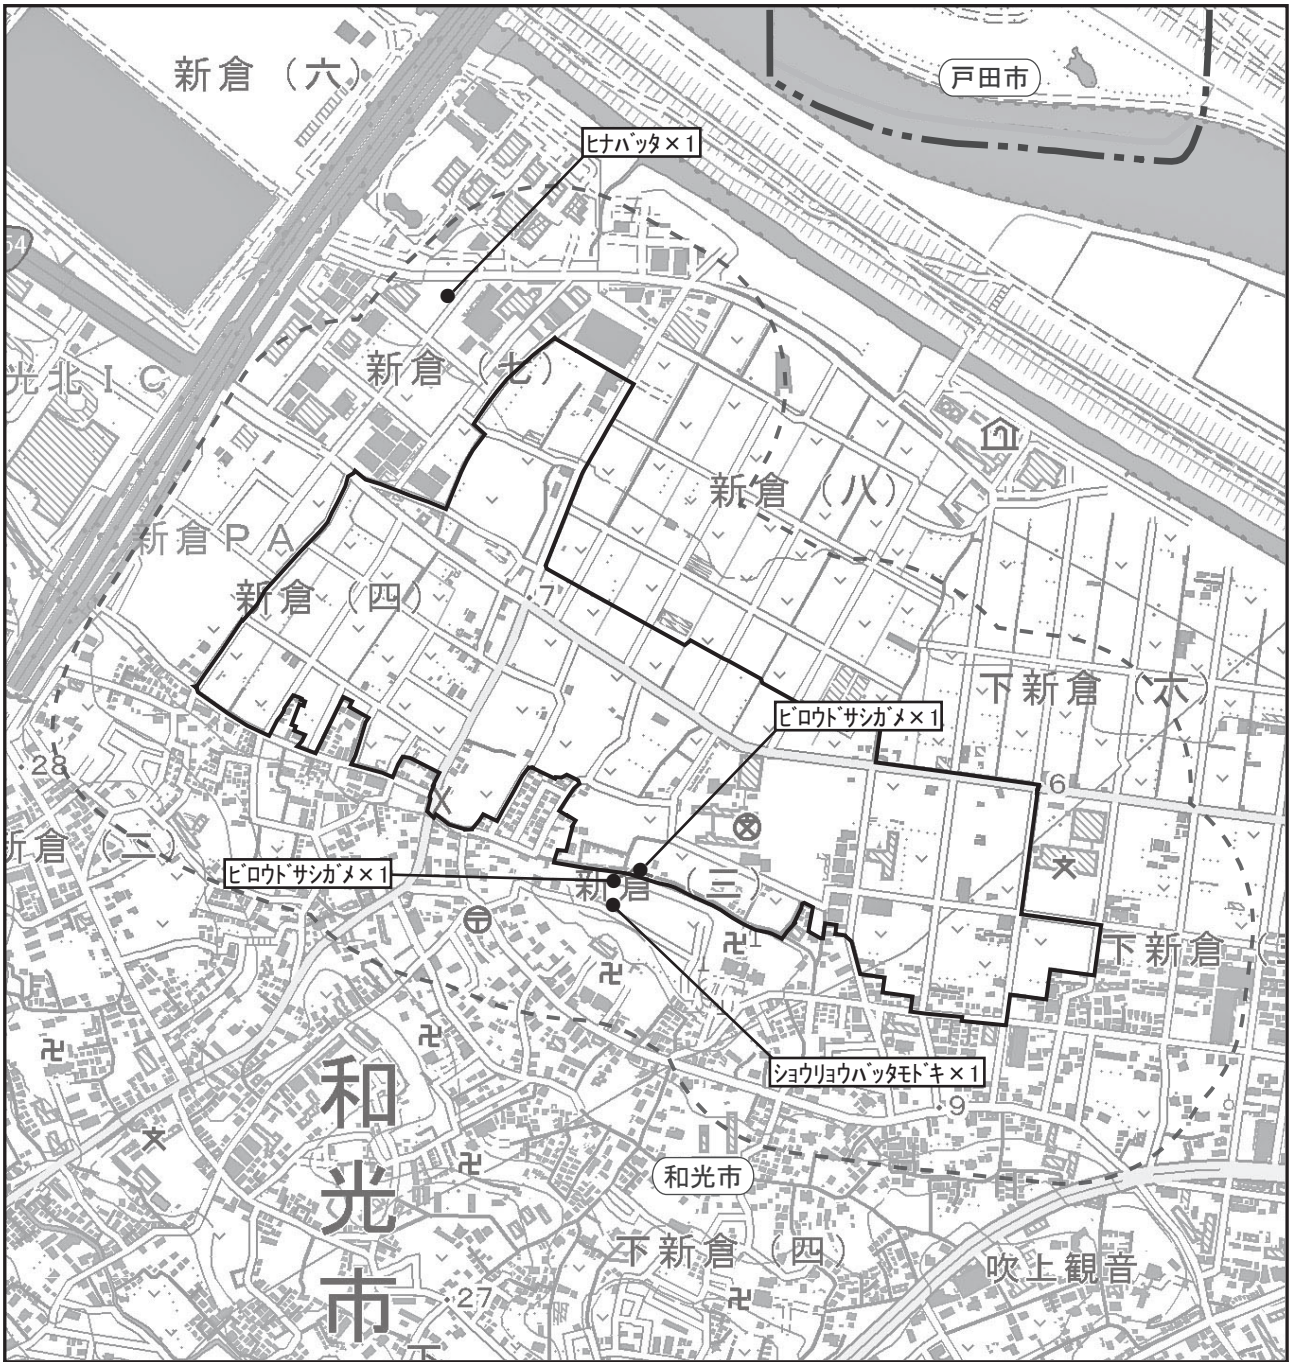 新倉（六）
戸田市
ヒナバッタ×1
54
光北ＩＣ
新倉（七）
新倉（八）
新倉ＰＡ
新倉（四）
7
下新倉（六）
ビロウドサシガメ×1
28
6
新倉（二）
ビロウドサシガメ×1
新倉（三）
下新倉（三
ショウリョウバッタモドキ×1
9
和光市
和光市
下新倉（四）
吹上観音
27